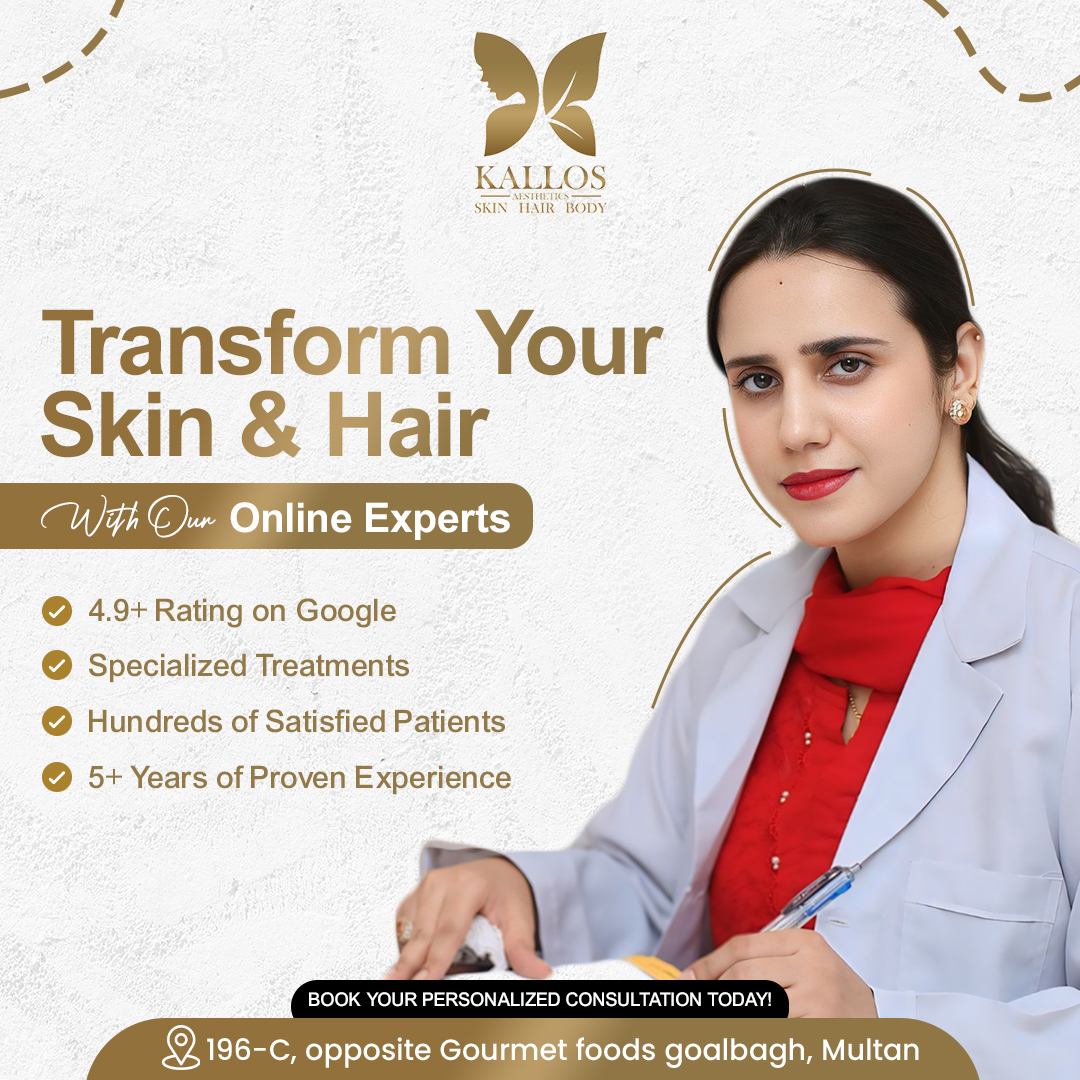 KALLOS
AESTHETICS
SKIN HAIR BODY
Transform Your
Skin & Hair
With Our Online Experts
4.9+ Rating on Google
Specialized Treatments
Hundreds of Satisfied Patients
5+ Years of Proven Experience
BOOK YOUR PERSONALIZED CONSULTATION TODAY!
196-C, opposite Gourmet foods goalbagh, Multan